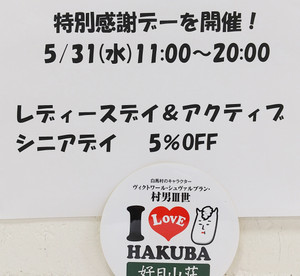 特別感謝デーを開催！
5/31(水)11:00～20:00
レディースデイ＆アクティブ
シニアデイ 5%OFF
白馬村のキャラクター
ヴィクトワール・シュヴァルブラン・
村男Ⅲ世
I LOVE
HAKUBA
好日山荘